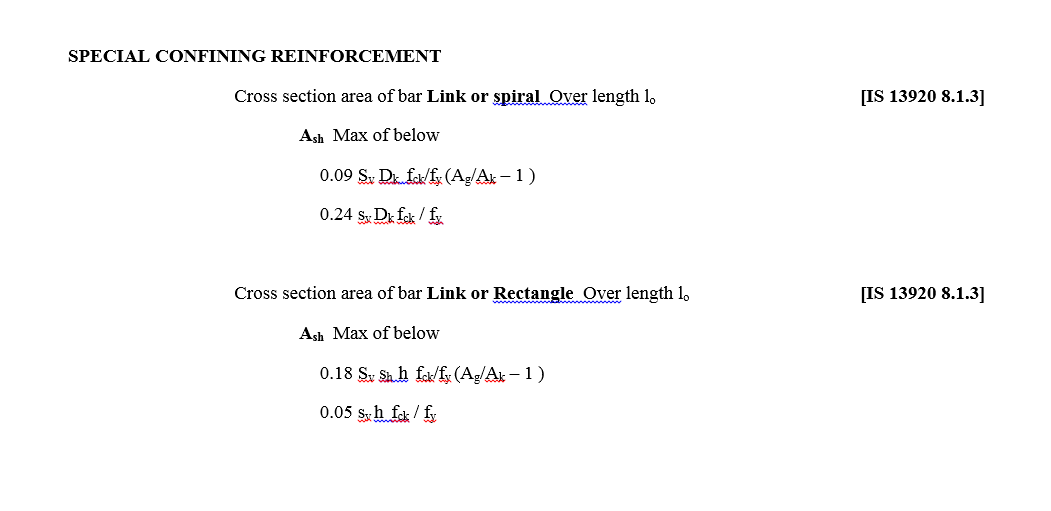 SPECIAL CONFINING REINFORCEMENT
Cross section area of bar Link or spiral Over length lo [IS 13920 8.1.3]
Ash Max of below
0.09 Sv Dk fck/fy (Ag/Ak – 1 )
0.24 sv Dk fck / fy
Cross section area of bar Link or Rectangle Over length lo [IS 13920 8.1.3]
Ash Max of below
0.18 Sv sh h fck/fy (Ag/Ak – 1 )
0.05 sv h fck / fy